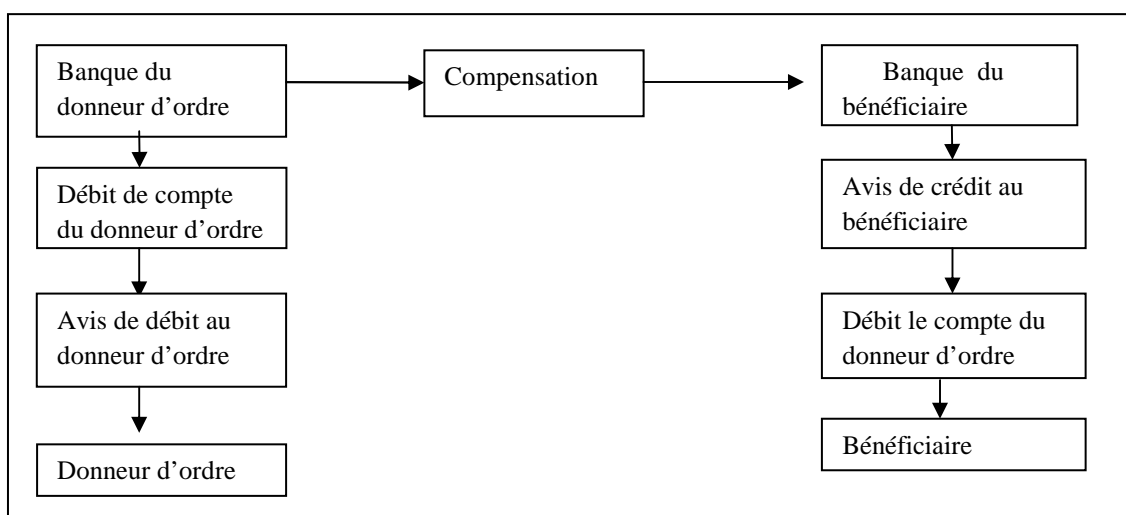 Banque du
donneur d’ordre
Compensation
Banque du
bénéficiaire
Débit de compte
du donneur d’ordre
Avis de crédit au
bénéficiaire
Avis de débit au
donneur d’ordre
Débit le compte du
donneur d’ordre
Donneur d’ordre
Bénéficiaire